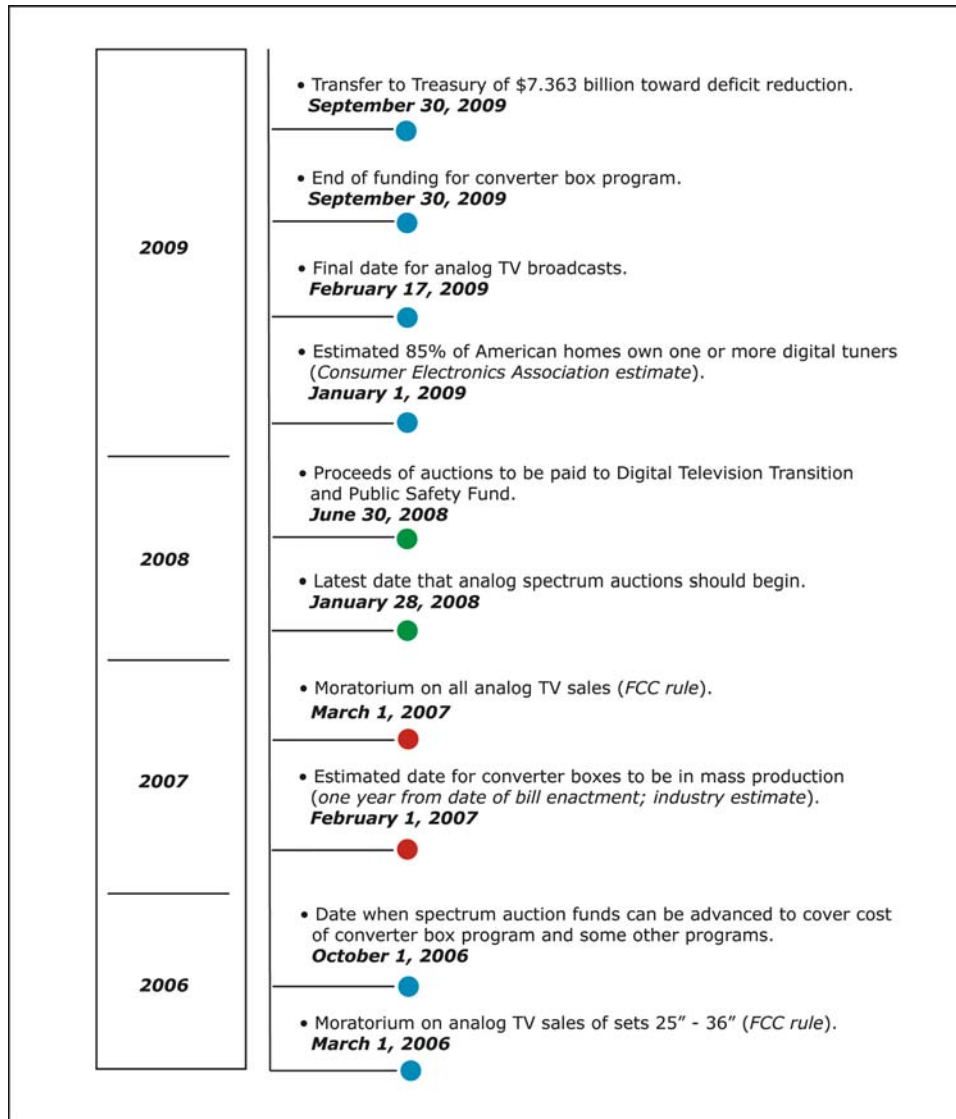 2009
• Transfer to Treasury of $7.363 billion toward deficit reduction.
September 30, 2009
• End of funding for converter box program.
September 30, 2009
• Final date for analog TV broadcasts.
February 17, 2009
• Estimated 85% of American homes own one or more digital tuners
(Consumer Electronics Association estimate).
January 1, 2009
2008
• Proceeds of auctions to be paid to Digital Television Transition
and Public Safety Fund.
June 30, 2008
• Latest date that analog spectrum auctions should begin.
January 28, 2008
2007
• Moratorium on all analog TV sales (FCC rule).
March 1, 2007
• Estimated date for converter boxes to be in mass production
(one year from date of bill enactment; industry estimate).
February 1, 2007
2006
• Date when spectrum auction funds can be advanced to cover cost
of converter box program and some other programs.
October 1, 2006
• Moratorium on analog TV sales of sets 25” - 36” (FCC rule).
March 1, 2006